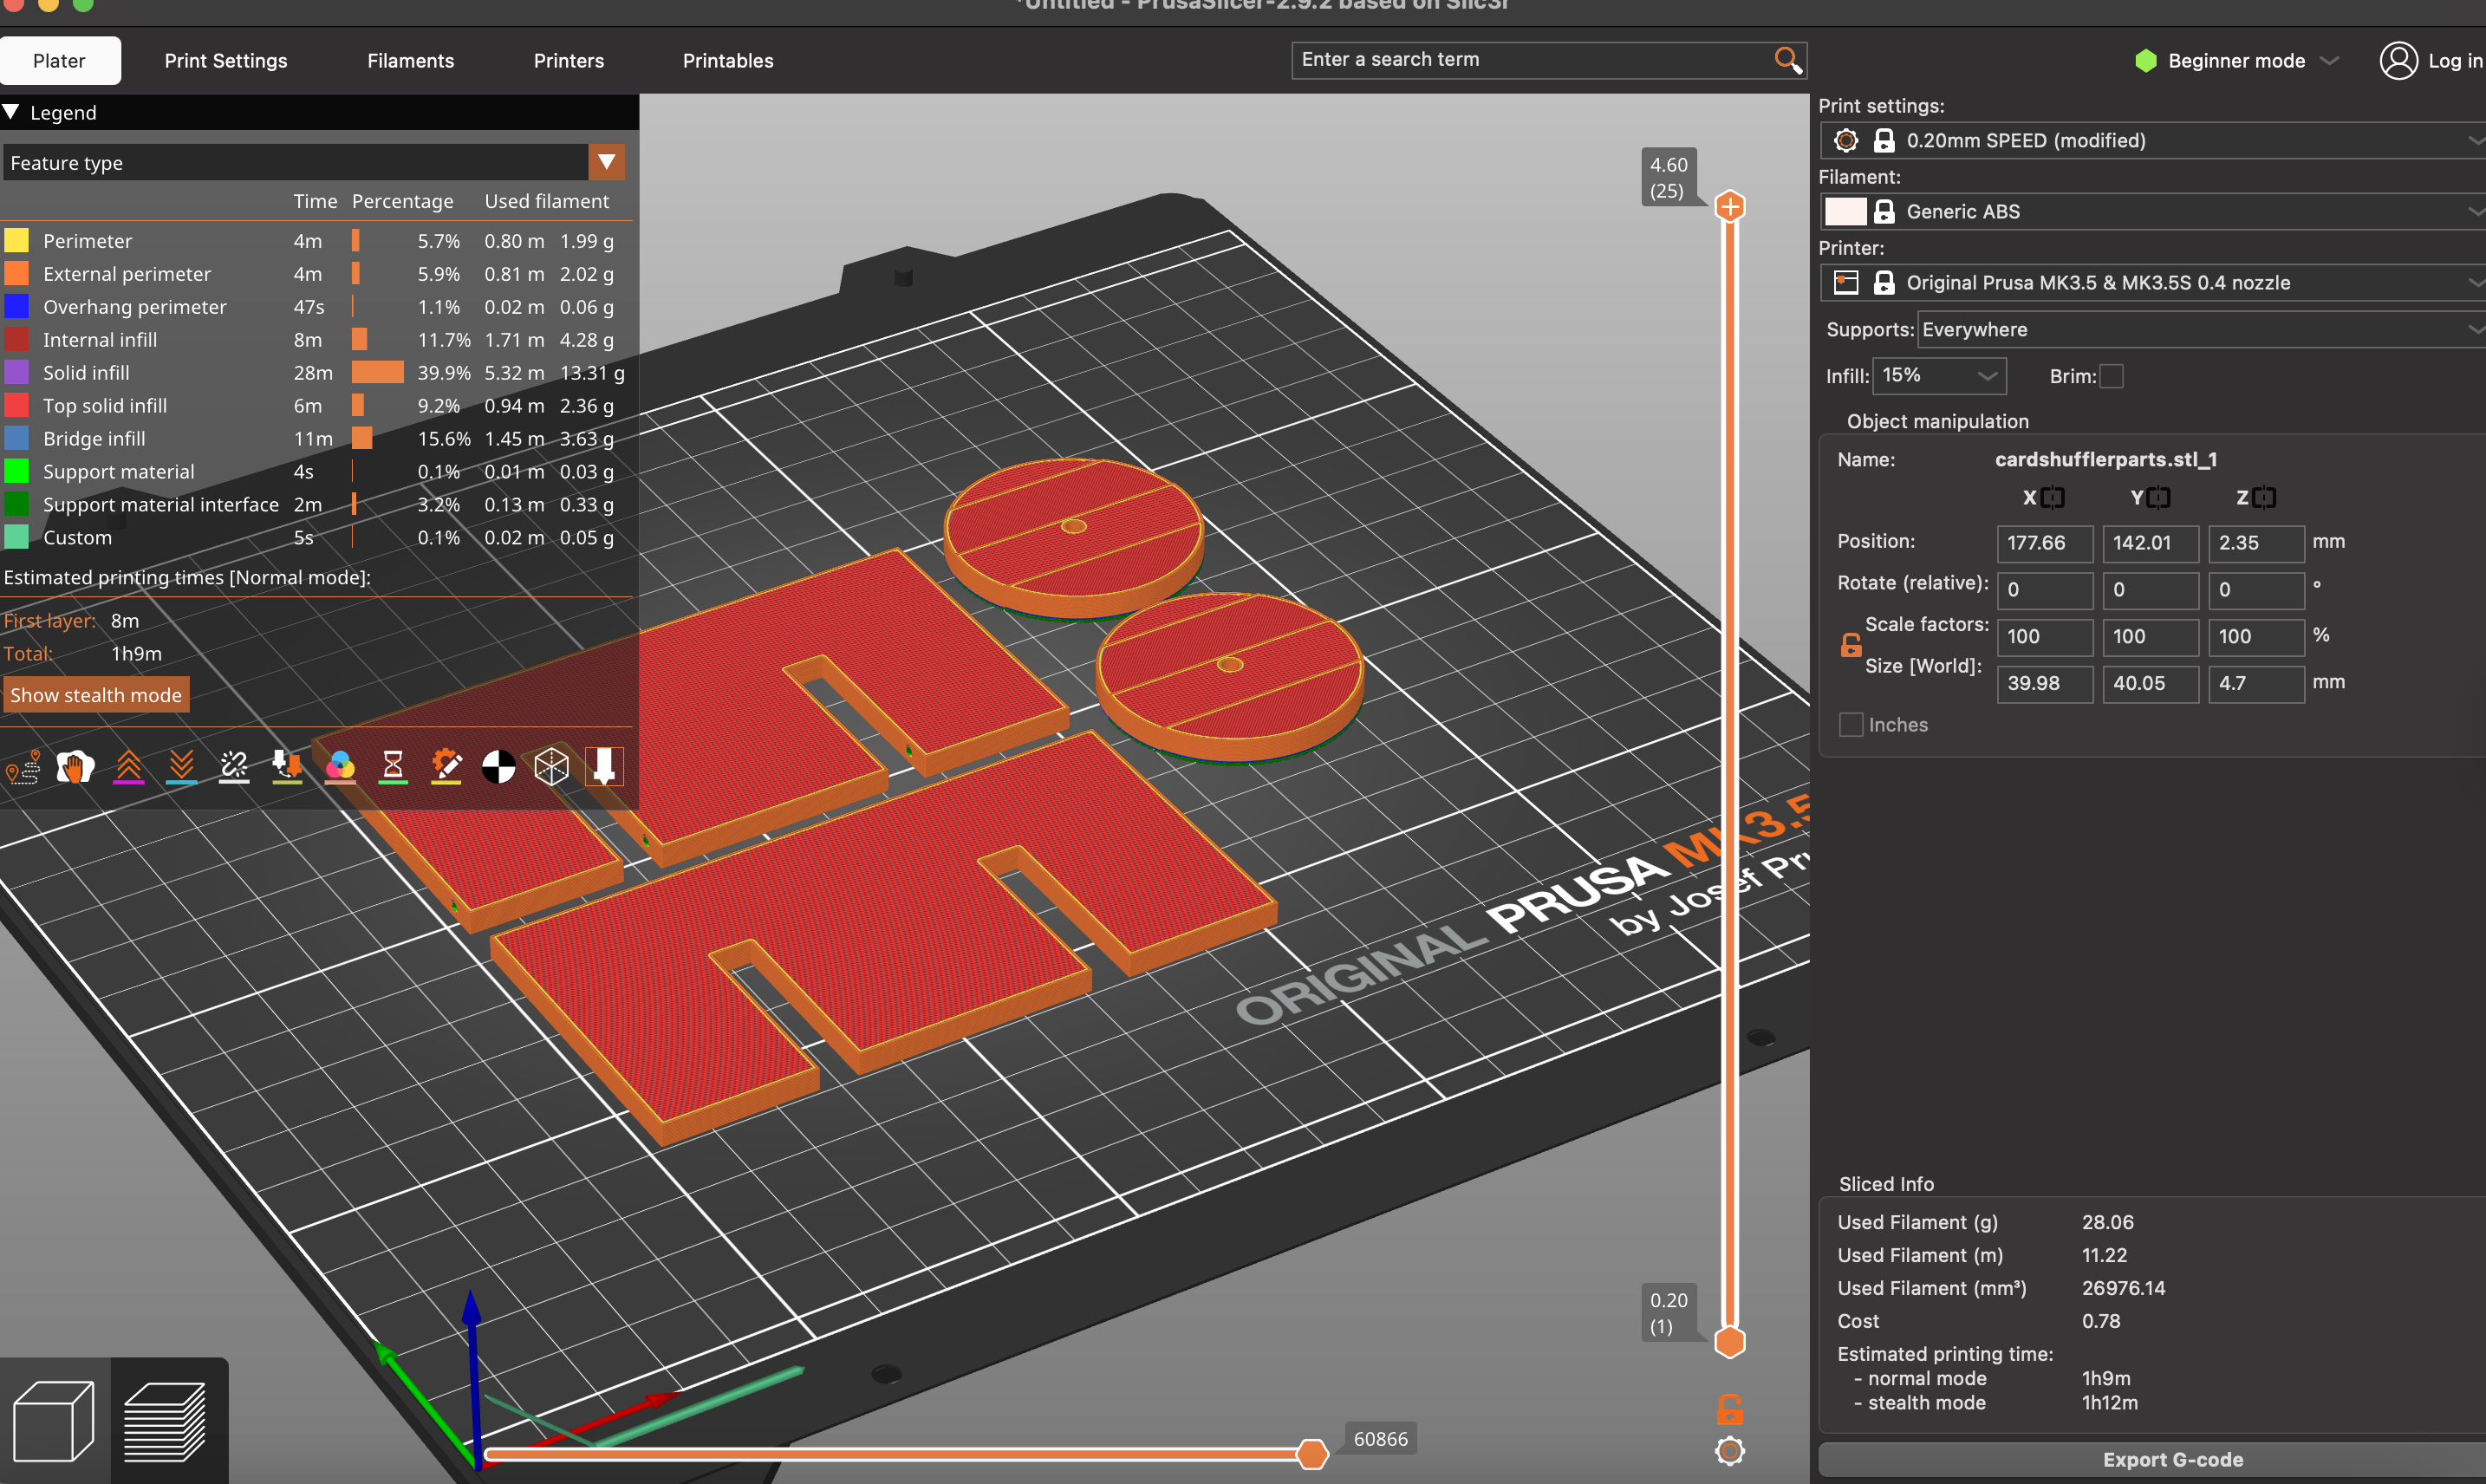 *Untitled - PrusaSlicer-2.9.2 based on Slic3r
Plater Print Settings Filaments Printers Printables Enter a search term Beginner mode Log in
Legend
Feature type
Time Percentage Used filament
Perimeter 4m 5.7% 0.80 m 1.99 g
External perimeter 4m 5.9% 0.81 m 2.02 g
Overhang perimeter 47s 1.1% 0.02 m 0.06 g
Internal infill 8m 11.7% 1.71 m 4.28 g
Solid infill 28m 39.9% 5.32 m 13.31 g
Top solid infill 6m 9.2% 0.94 m 2.36 g
Bridge infill 11m 15.6% 1.45 m 3.63 g
Support material 4s 0.1% 0.01 m 0.03 g
Support material interface 2m 3.2% 0.13 m 0.33 g
Custom 5s 0.1% 0.02 m 0.05 g
Estimated printing times [Normal mode]:
First layer: 8m
Total: 1h9m
Show stealth mode
4.60
(25)
ORIGINAL PRUSA MK3.5
by Josef Pr
0.20
(1)
60866
Print settings:
0.20mm SPEED (modified)
Filament:
Generic ABS
Printer:
Original Prusa MK3.5 & MK3.5S 0.4 nozzle
Supports: Everywhere
Infill: 15% Brim:
Object manipulation
Name: cardshufflerparts.stl_1
X Y Z
Position: 177.66 142.01 2.35 mm
Rotate (relative): 0 0 0 °
Scale factors: 100 100 100 %
Size [World]: 39.98 40.05 4.7 mm
Inches
Sliced Info
Used Filament (g) 28.06
Used Filament (m) 11.22
Used Filament (mm³) 26976.14
Cost 0.78
Estimated printing time:
- normal mode 1h9m
- stealth mode 1h12m
Export G-code